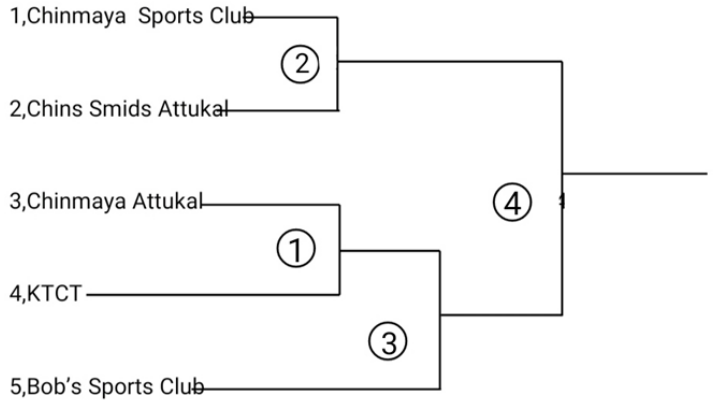 1,Chinmaya Sports Club
2
2,Chins Smids Attukal
3,Chinmaya Attukal
4
1
4,KTCT
3
5,Bob's Sports Club